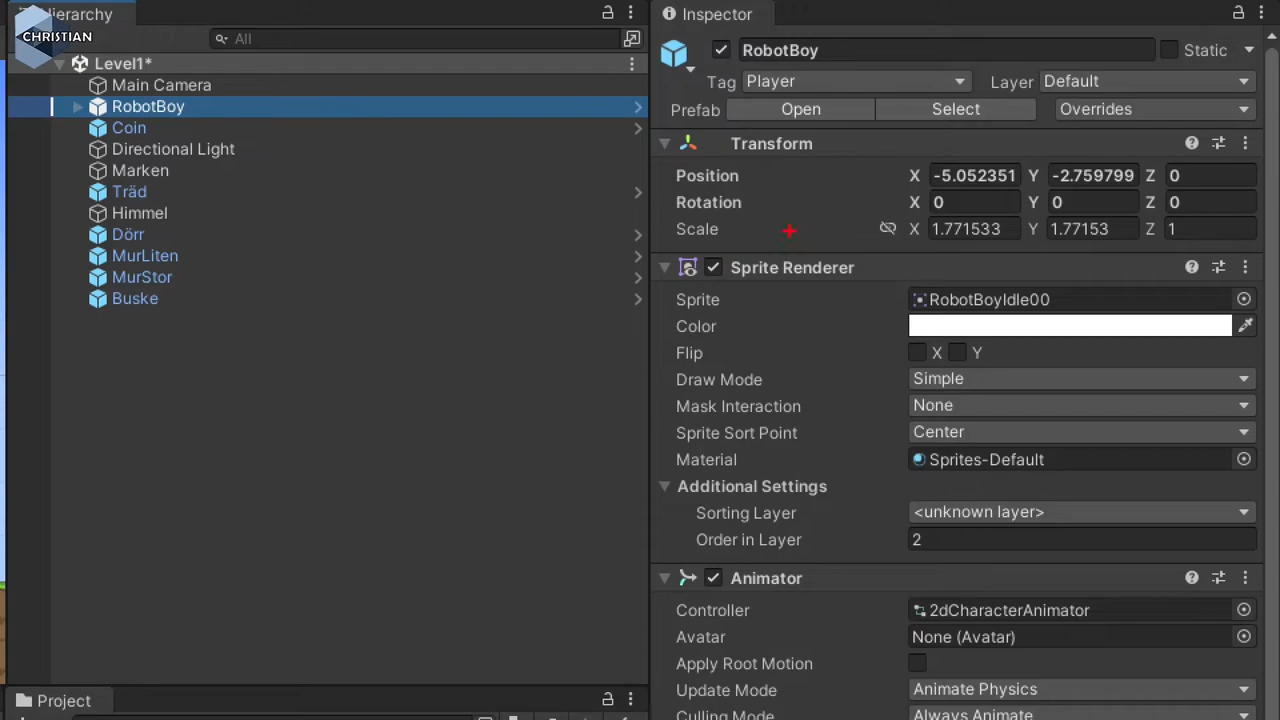 Hierarchy
CHRISTIAN
All
Level1*
Main Camera
RobotBoy
Coin
Directional Light
Marken
Träd
Himmel
Dörr
MurLiten
MurStor
Buske
Project
Inspector
RobotBoy Static
Tag Player Layer Default
Prefab Open Select Overrides
Transform
Position X -5.052351 Y -2.759799 Z 0
Rotation X 0 Y 0 Z 0
Scale X 1.771533 Y 1.77153 Z 1
Sprite Renderer
Sprite RobotBoyIdle00
Color
Flip X Y
Draw Mode Simple
Mask Interaction None
Sprite Sort Point Center
Material Sprites-Default
Additional Settings
Sorting Layer <unknown layer>
Order in Layer 2
Animator
Controller 2dCharacterAnimator
Avatar None (Avatar)
Apply Root Motion
Update Mode Animate Physics
Culling Mode Always Animate